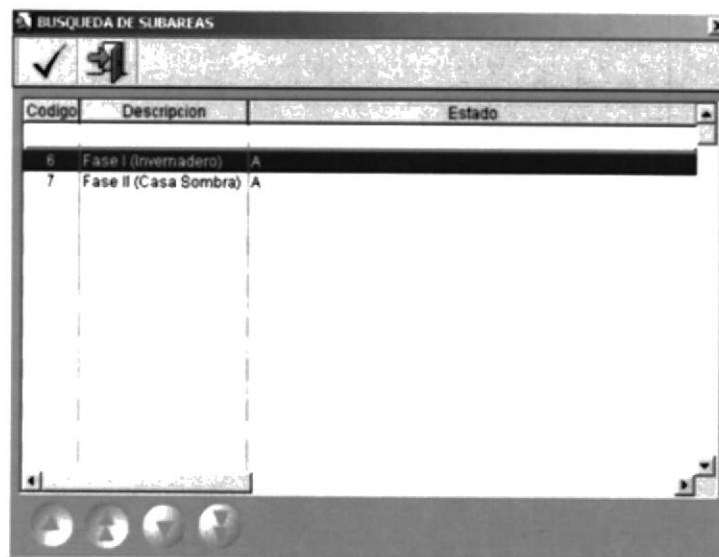 BUSQUEDA DE SUBAREAS
Codigo Descripcion Estado
6 Fase I (Invernadero) A
7 Fase II (Casa Sombra) A